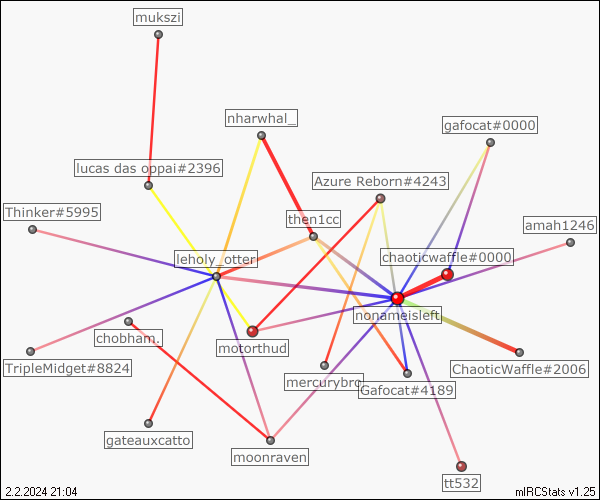 mukszi
nharwhal_
gafocat#0000
lucas das oppai#2396
Azure Reborn#4243
Thinker#5995
then1cc
amah1246
leholy_otter
chaoticwaffle#0000
nonameisleft
chobham.
motorthud
TripleMidget#8824
mercurybro
ChaoticWaffle#2006
Gafocat#4189
gateauxcatto
moonraven
tt532
2.2.2024 21:04
mIRCStats v1.25